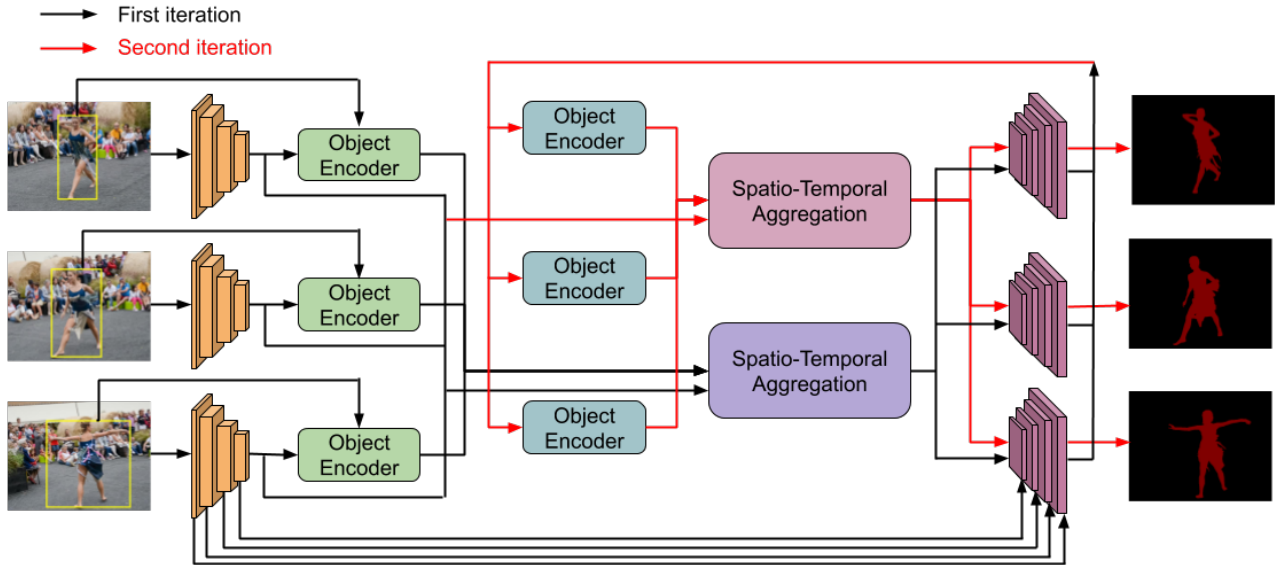 First iteration
Second iteration
Object
Encoder
Object
Encoder
Object
Encoder
Object
Encoder
Object
Encoder
Object
Encoder
Spatio-Temporal
Aggregation
Spatio-Temporal
Aggregation